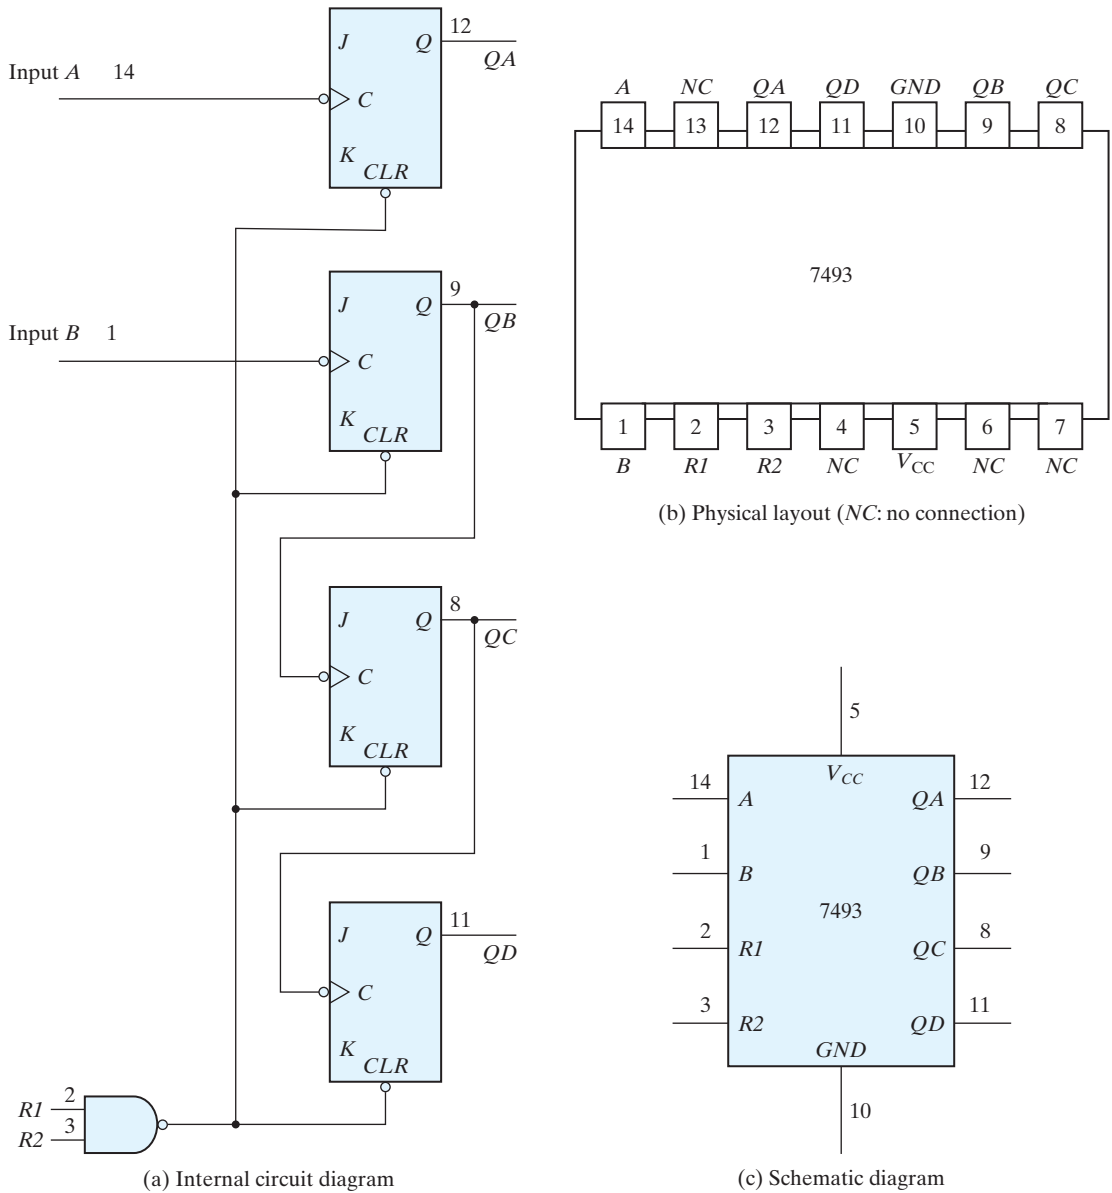 J Q 12
QA
Input A 14
C
K
CLR
J Q 9
QB
Input B 1
C
K
CLR
J Q 8
QC
C
K
CLR
J Q 11
QD
C
K
CLR
R1 2
R2 3
(a) Internal circuit diagram
A NC QA QD GND QB QC
14 13 12 11 10 9 8
7493
1 2 3 4 5 6 7
B R1 R2 NC VCC NC NC
(b) Physical layout (NC: no connection)
5
VCC
14 A QA 12
1 B QB 9
7493
2 R1 QC 8
3 R2 QD 11
GND
10
(c) Schematic diagram